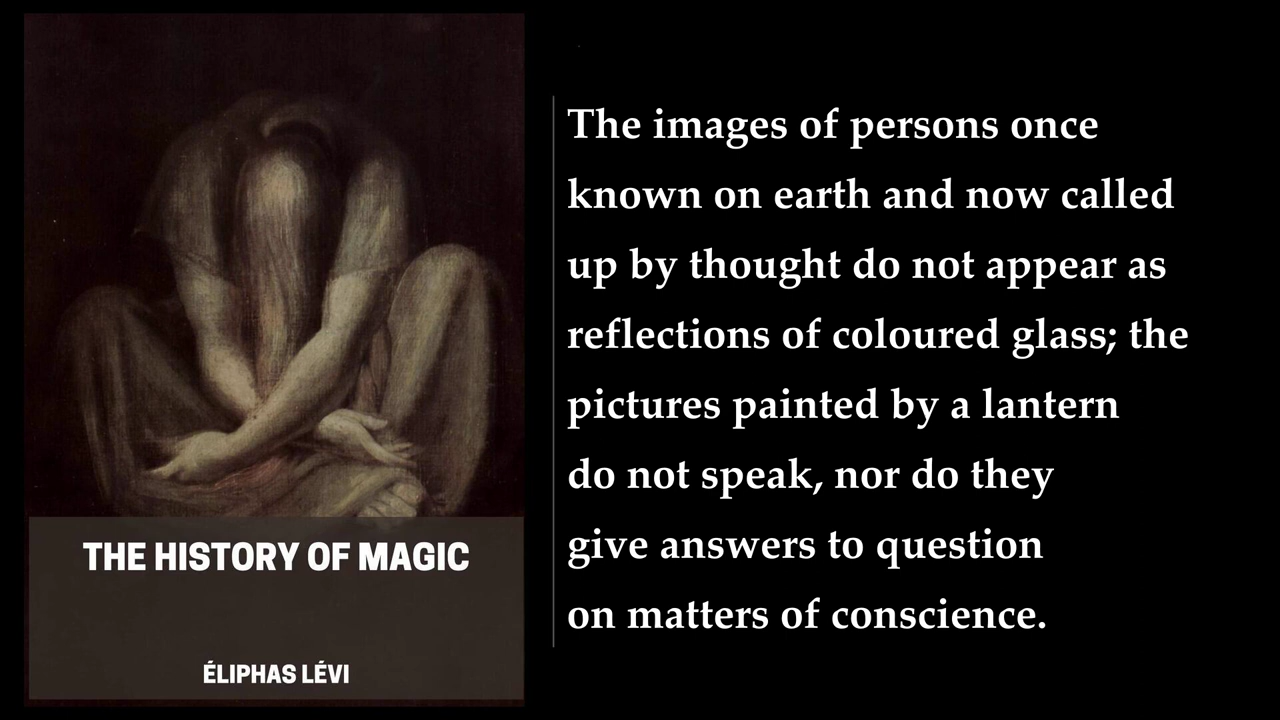 THE HISTORY OF MAGIC
ÉLIPHAS LÉVI
The images of persons once
known on earth and now called
up by thought do not appear as
reflections of coloured glass; the
pictures painted by a lantern
do not speak, nor do they
give answers to question
on matters of conscience.